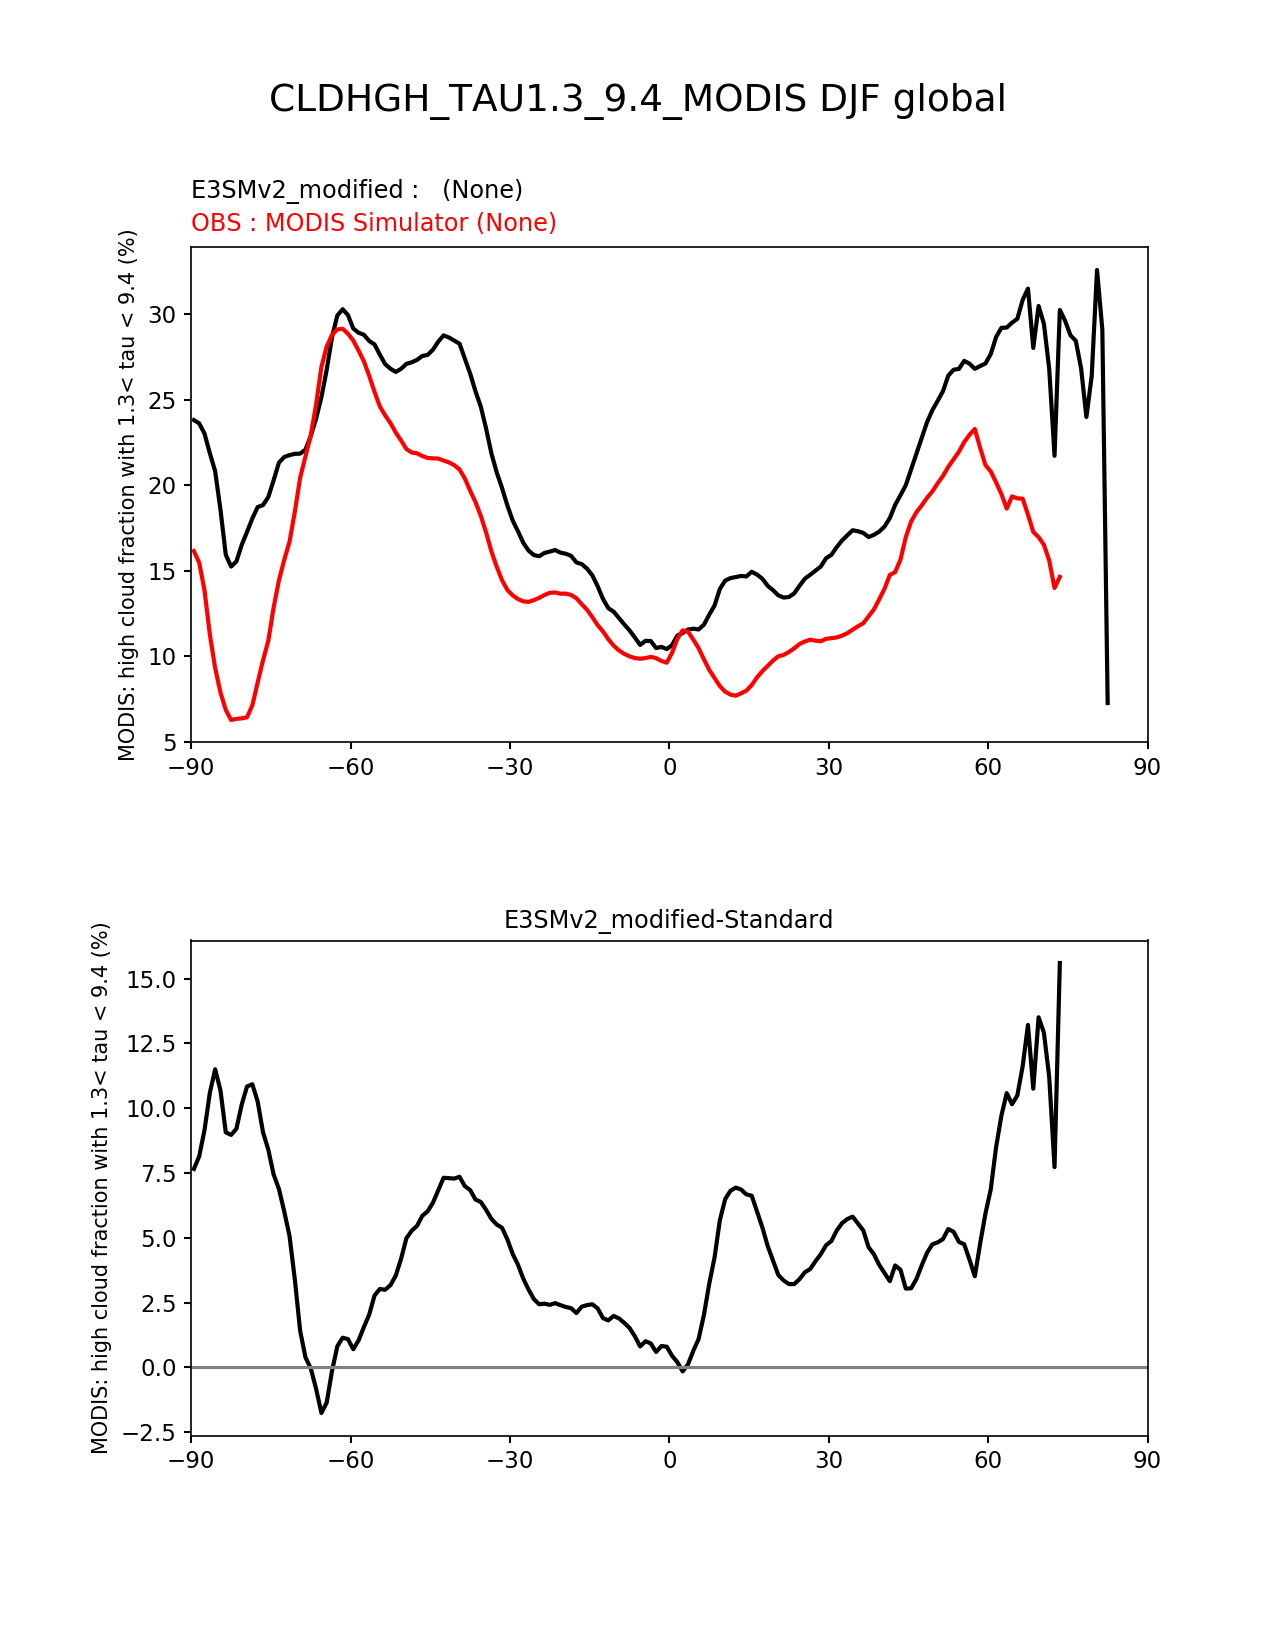 CLDHGH_TAU1.3_9.4_MODIS DJF global
E3SMv2_modified :   (None)
OBS : MODIS Simulator (None)
MODIS: high cloud fraction with 1.3< tau < 9.4 (%)
30
25
20
15
10
5
−90 −60 −30 0 30 60 90
E3SMv2_modified-Standard
MODIS: high cloud fraction with 1.3< tau < 9.4 (%)
15.0
12.5
10.0
7.5
5.0
2.5
0.0
−2.5
−90 −60 −30 0 30 60 90